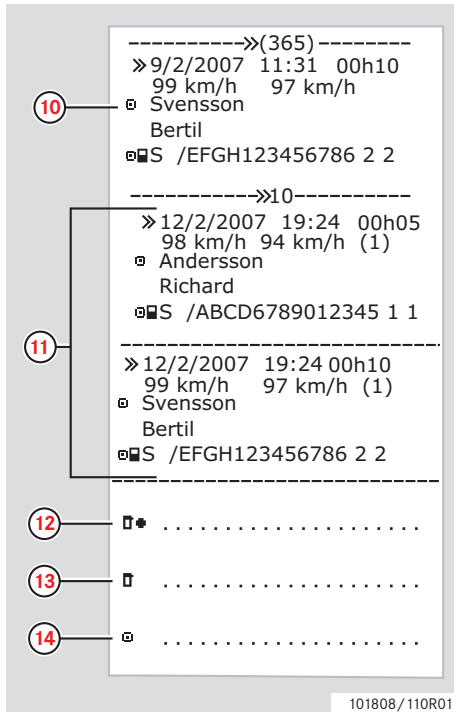 ----------»(365)---------
»9/2/2007 11:31 00h10
99 km/h 97 km/h
10 Svensson
Bertil
S /EFGH123456786 2 2
----------»10-----------
»12/2/2007 19:24 00h05
98 km/h 94 km/h (1)
Andersson
Richard
S /ABCD6789012345 1 1
11
-----------------------------
»12/2/2007 19:24 00h10
99 km/h 97 km/h (1)
Svensson
Bertil
S /EFGH123456786 2 2
-----------------------------
12 ......................
13 ......................
14 ......................
101808/110R01